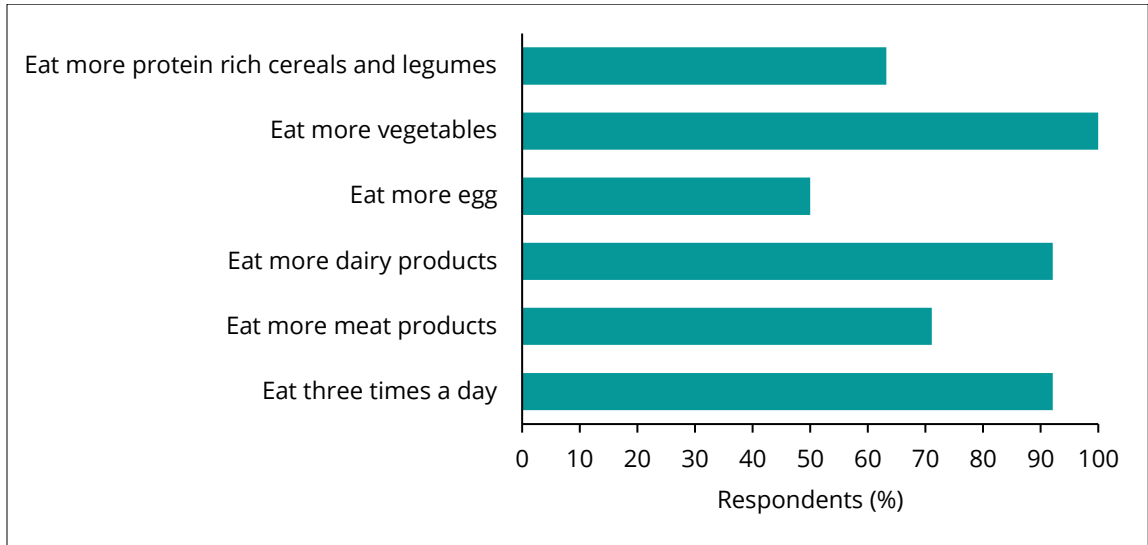 Eat more protein rich cereals and legumes
Eat more vegetables
Eat more egg
Eat more dairy products
Eat more meat products
Eat three times a day
0 10 20 30 40 50 60 70 80 90 100
Respondents (%)